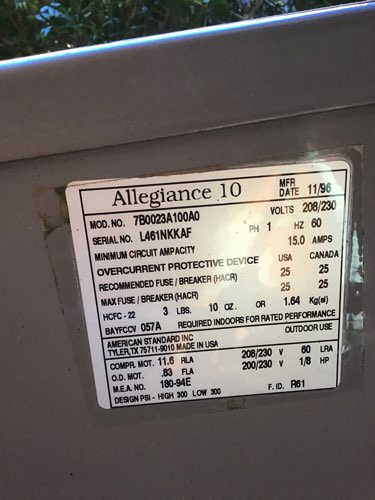 Allegiance 10
MFR DATE 11/96
MOD. NO. 7B0023A100A0
VOLTS 208/230
SERIAL NO. L461NKKAF
PH 1 HZ 60
MINIMUM CIRCUIT AMPACITY 15.0 AMPS
OVERCURRENT PROTECTIVE DEVICE USA CANADA
RECOMMENDED FUSE / BREAKER (HACR) 25 25
MAX FUSE / BREAKER (HACR) 25 25
HCFC - 22 3 LBS. 10 OZ. OR 1.64 Kg(s)
BAYFCCV 057A REQUIRED INDOORS FOR RATED PERFORMANCE
AMERICAN STANDARD INC OUTDOOR USE
TYLER, TX 75711-9010 MADE IN USA
COMPR. MOT. 11.6 RLA 208/230 V 60 LRA
O.D. MOT. .83 FLA 200/230 V 1/8 HP
M.E.A. NO. 180-94E
DESIGN PSI - HIGH 300 LOW 300 F. ID. R61